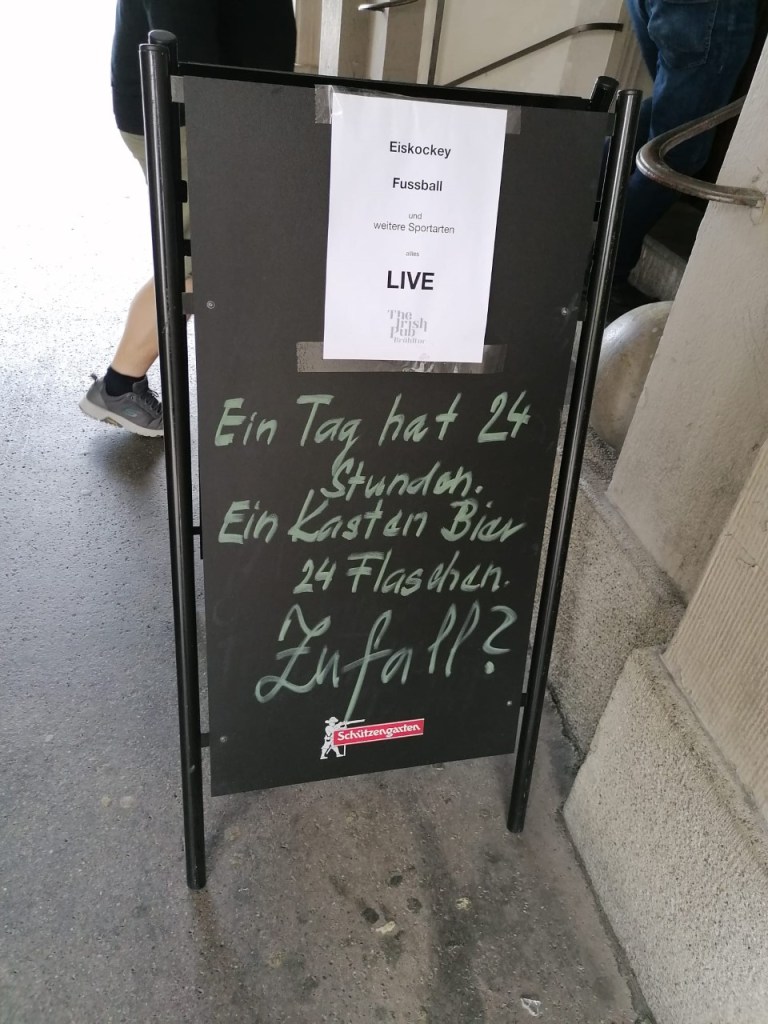 Eiskockey
Fussball
und
weitere Sportarten
alles
LIVE
The
Irish
Pub
Ein Tag hat 24
Stunden.
Ein Kasten Bier
24 Flaschen.
Zufall?
Schützengarten